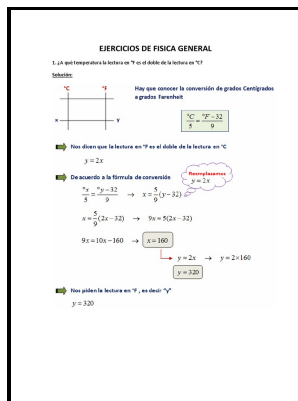 EJERCICIOS DE FISICA GENERAL
1. ¿A qué temperatura la lectura en °F es el doble de la lectura en °C?
Solución:
°C °F
Hay que conocer la conversión de grados Centígrados
a grados Farenheit
°C/5 = °F−32/9
x y
Nos dicen que la lectura en °F es el doble de la lectura en °C
y = 2x
De acuerdo a la fórmula de conversión
Reemplazamos
y = 2x
°x/5 = °y−32/9 → x = 5/9 (y−32)
x = 5/9 (2x−32) → 9x = 5(2x−32)
9x = 10x−160 → x = 160
y = 2x → y = 2×160
y = 320
Nos piden la lectura en °F , es decir "y"
y = 320